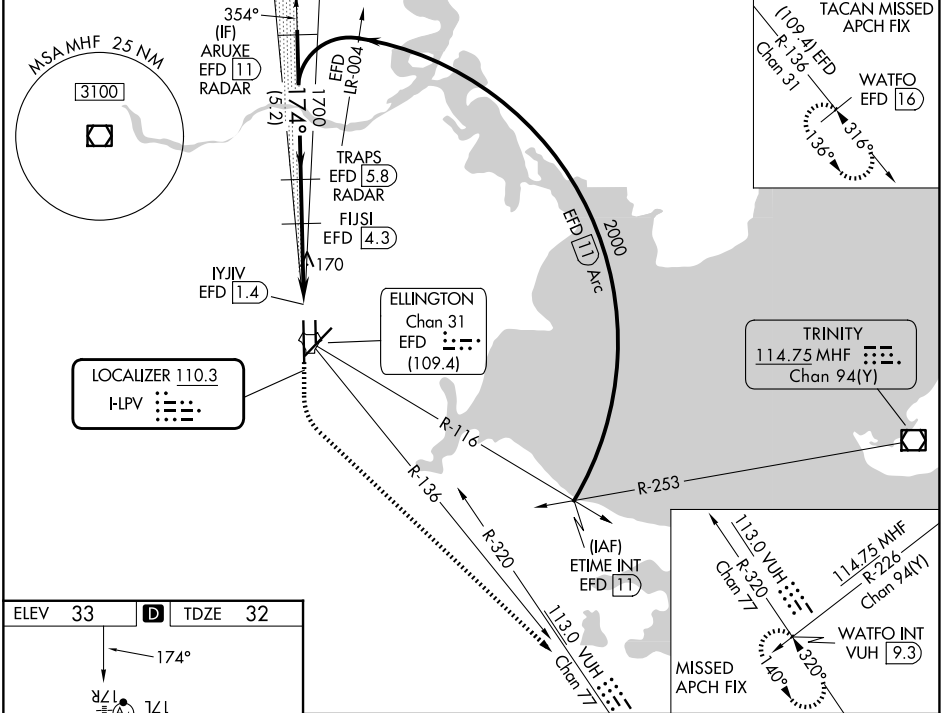 MSA MHF 25 NM
3100
354°
(IF)
ARUXE
EFD 11
RADAR
174°
(5.2)
1700
EFD
LR-004
TRAPS
EFD 5.8
RADAR
FIJSI
EFD 4.3
170
IYJIV
EFD 1.4
EFD 11 Arc
2000
TACAN MISSED
APCH FIX
(109.4) EFD
R-136
Chan 31
WATFO
EFD 16
136°
316°
ELLINGTON
Chan 31
EFD
(109.4)
LOCALIZER 110.3
I-LPV
TRINITY
114.75 MHF
Chan 94(Y)
R-116
R-136
R-253
R-320
(IAF)
ETIME INT
EFD 11
113.0 VUH
Chan 77
113.0 VUH
R-320
Chan 77
114.75 MHF
R-226
Chan 94(Y)
WATFO INT
VUH 9.3
140°
320°
MISSED
APCH FIX
ELEV 33
D
TDZE 32
174°
17R
17L
A